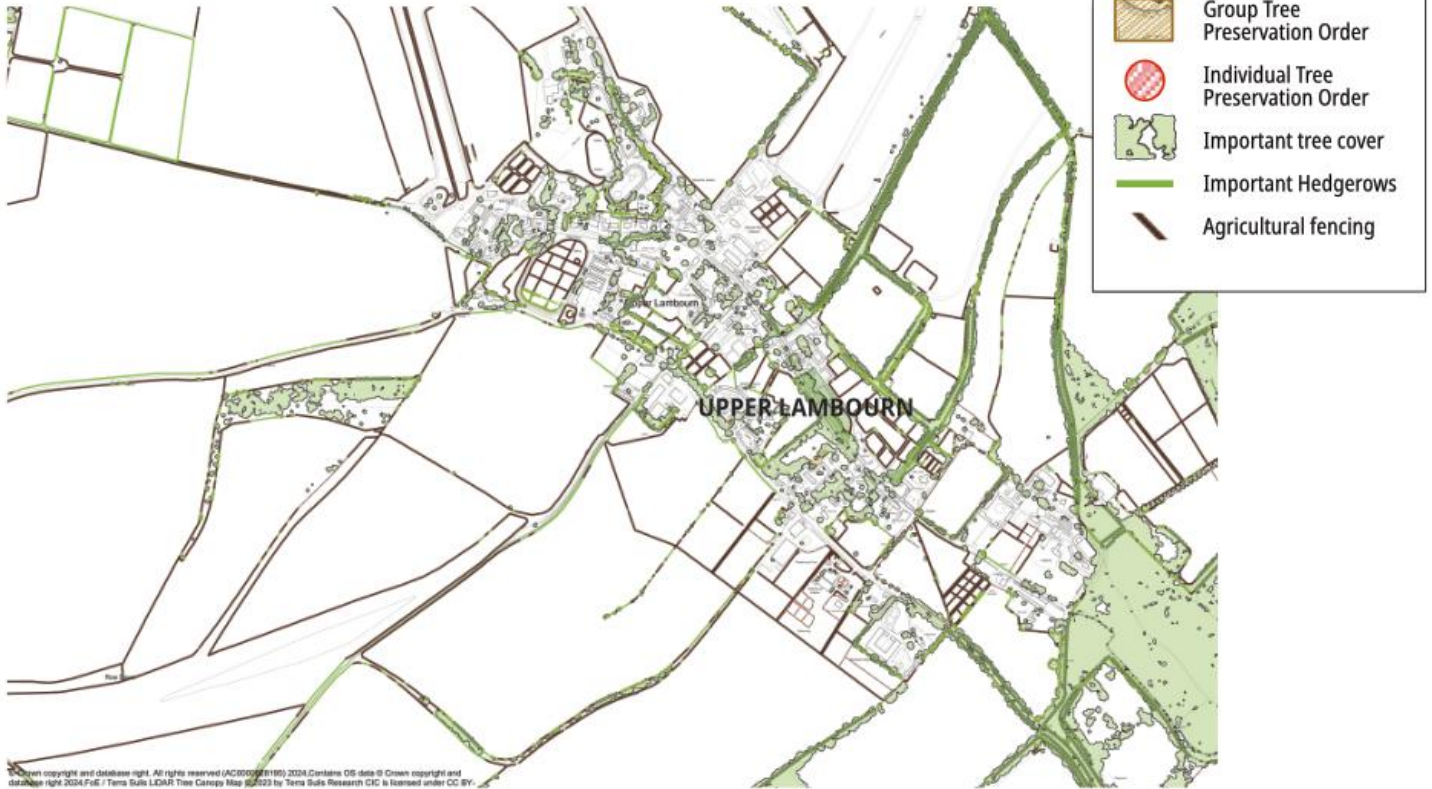 Group Tree
Preservation Order
Individual Tree
Preservation Order
Important tree cover
Important Hedgerows
Agricultural fencing
Upper Lambourn
UPPER LAMBOURN
© Crown copyright and database right. All rights reserved 2024.Contains OS data © Crown copyright and
database right 2024.FoE / Terra Sulis LiDAR Tree Canopy Map © 2023 by Terra Sulis Research CIC is licensed under CC BY-